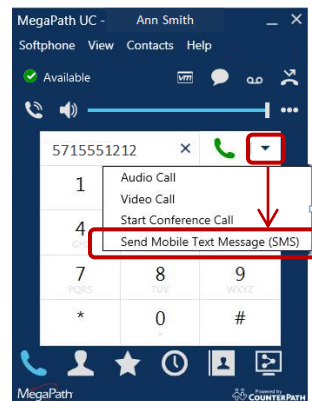 MegaPath UC - Ann Smith
Softphone View Contacts Help
Available
vm
5715551212
Audio Call
Video Call
Start Conference Call
Send Mobile Text Message (SMS)
1
4
GHI
7 8 9
PQRS TUV WXYZ
* 0 #
MegaPath
Powered by
COUNTERPATH